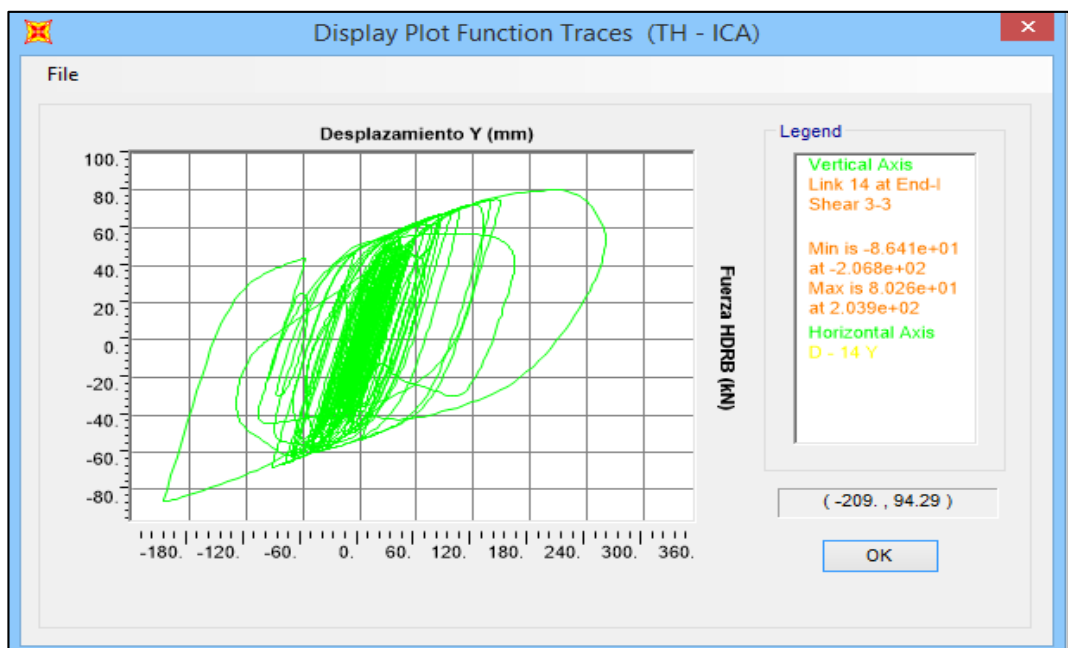 Display Plot Function Traces (TH - ICA)
File
Desplazamiento Y (mm)
100.
80.
60.
40.
20.
0.
-20.
-40.
-60.
-80.
-180. -120. -60. 0. 60. 120. 180. 240. 300. 360.
Fuerza HDRB (kN)
Legend
Vertical Axis
Link 14 at End-I
Shear 3-3
Min is -8.641e+01
at -2.068e+02
Max is 8.026e+01
at 2.039e+02
Horizontal Axis
D - 14 Y
( -209. , 94.29 )
OK